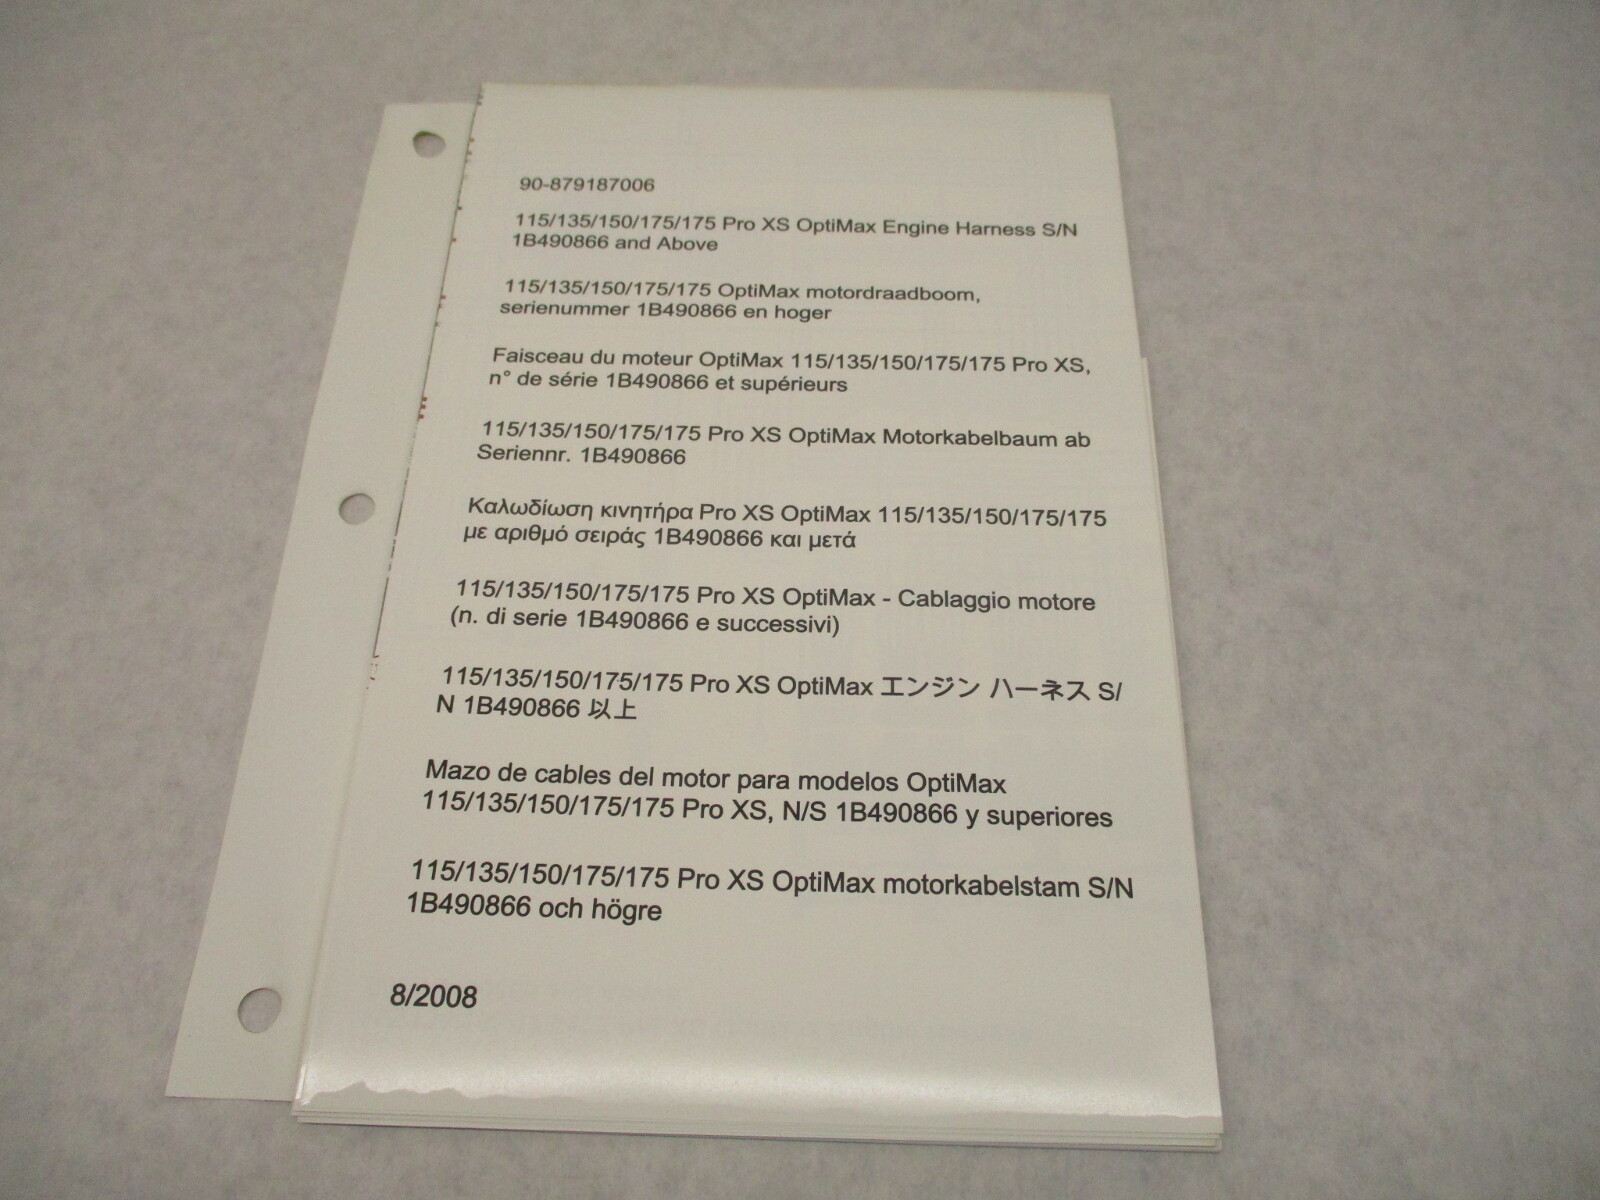 90-879187006
115/135/150/175/175 Pro XS OptiMax Engine Harness S/N
1B490866 and Above
115/135/150/175/175 OptiMax motordraadboom,
serienummer 1B490866 en hoger
Faisceau du moteur OptiMax 115/135/150/175/175 Pro XS,
n° de série 1B490866 et supérieurs
115/135/150/175/175 Pro XS OptiMax Motorkabelbaum ab
Seriennr. 1B490866
Καλωδίωση κινητήρα Pro XS OptiMax 115/135/150/175/175
με αριθμό σειράς 1B490866 και μετά
115/135/150/175/175 Pro XS OptiMax - Cablaggio motore
(n. di serie 1B490866 e successivi)
115/135/150/175/175 Pro XS OptiMax エンジン ハーネス S/
N 1B490866 以上
Mazo de cables del motor para modelos OptiMax
115/135/150/175/175 Pro XS, N/S 1B490866 y superiores
115/135/150/175/175 Pro XS OptiMax motorkabelstam S/N
1B490866 och högre
8/2008